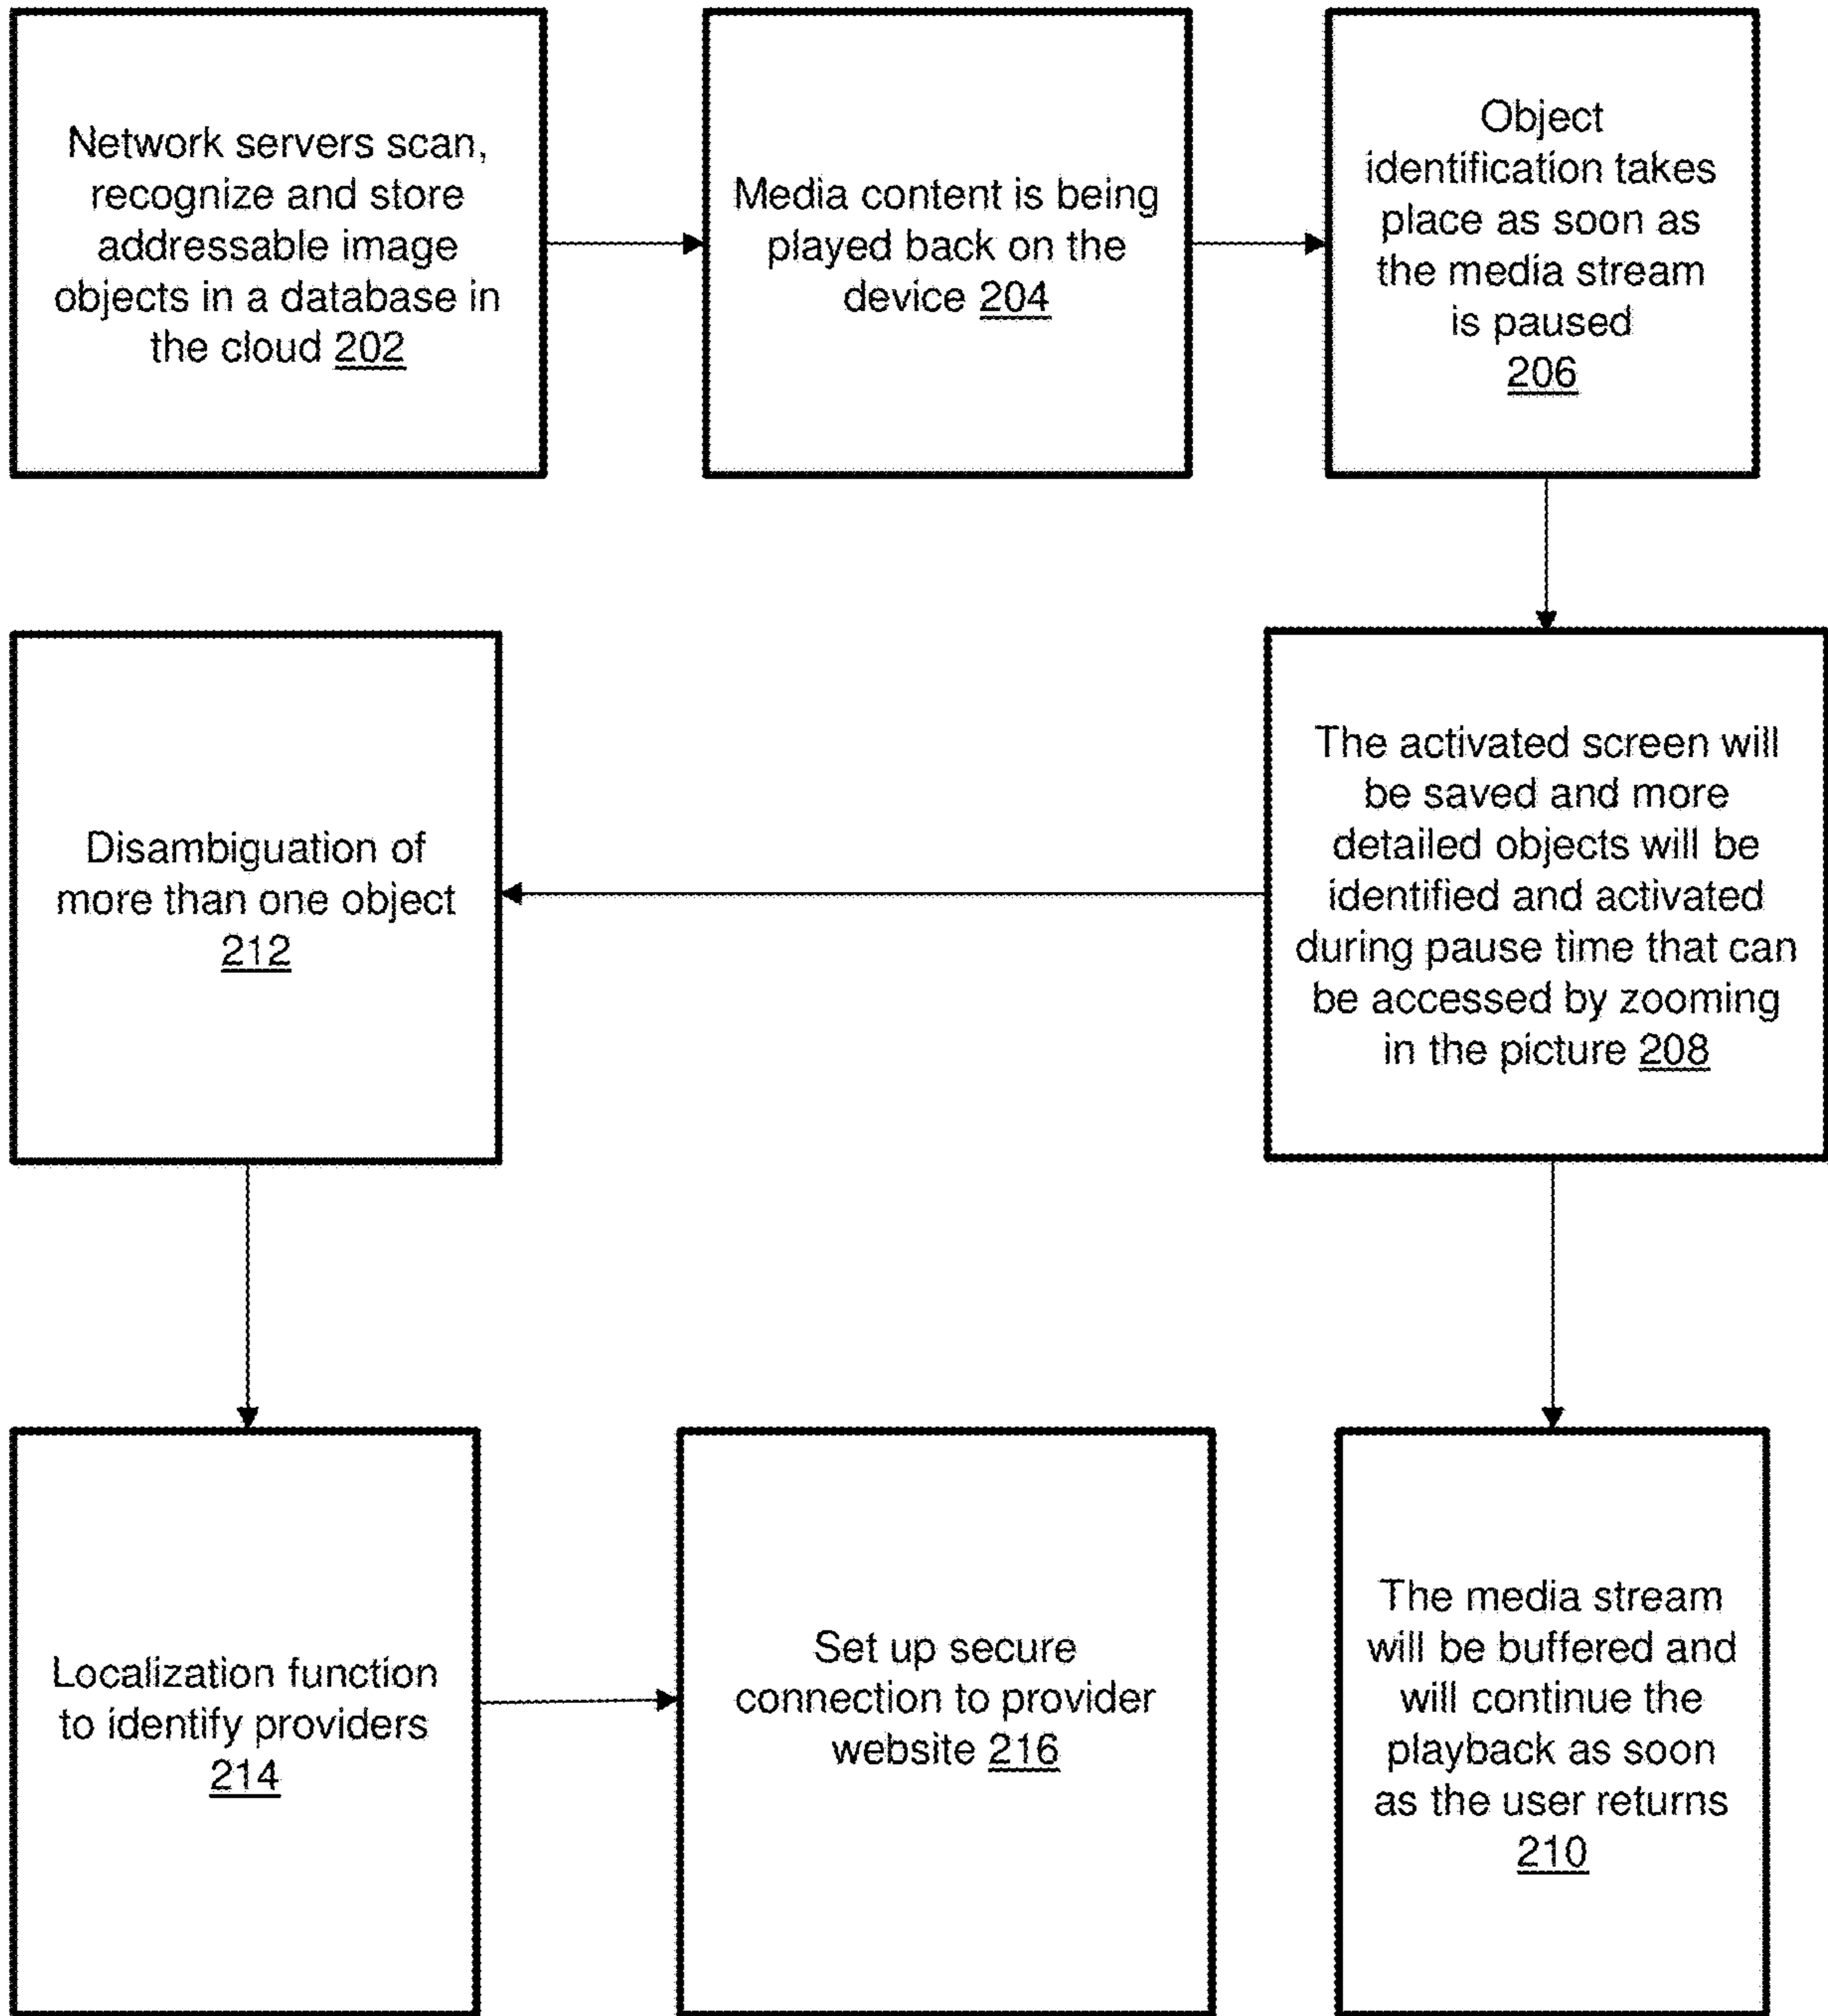 Network servers scan,
recognize and store
addressable image
objects in a database in
the cloud 202
Media content is being
played back on the
device 204
Object
identification takes
place as soon as
the media stream
is paused
206
The activated screen will
be saved and more
detailed objects will be
identified and activated
during pause time that can
be accessed by zooming
in the picture 208
Disambiguation of
more than one object
212
Localization function
to identify providers
214
Set up secure
connection to provider
website 216
The media stream
will be buffered and
will continue the
playback as soon
as the user returns
210